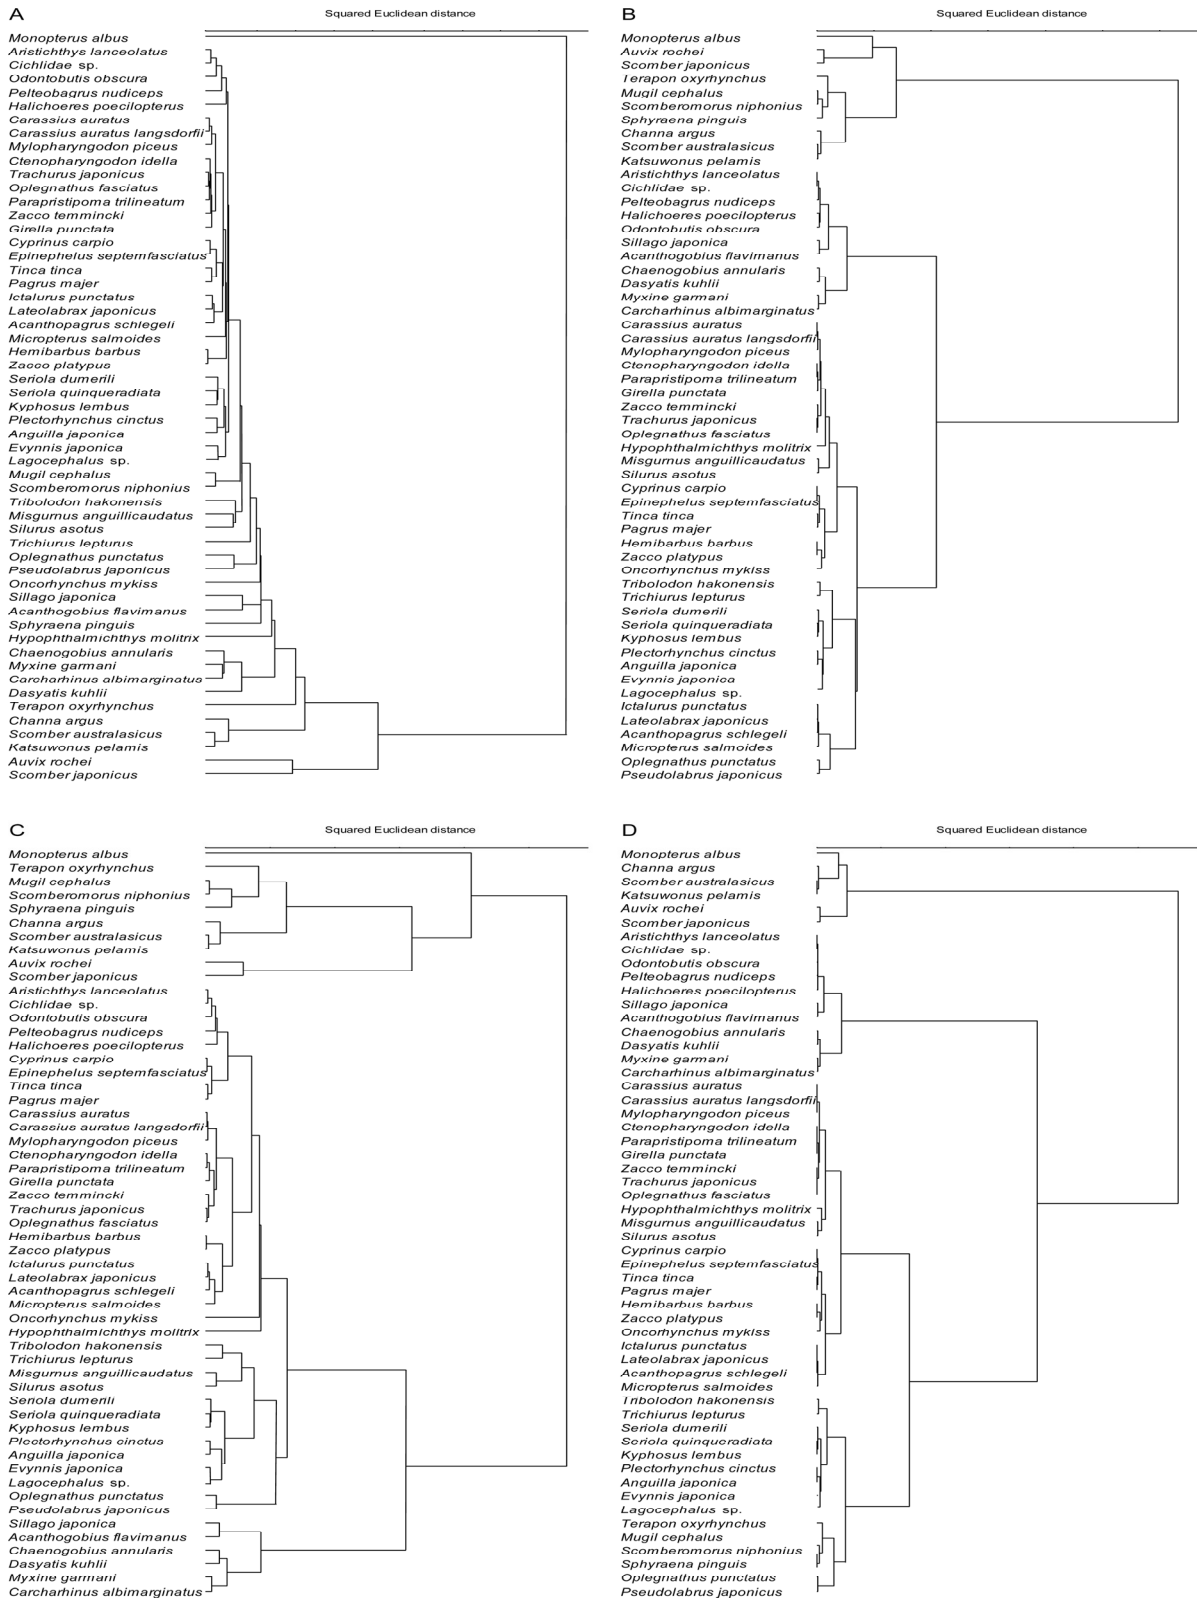 A
Squared Euclidean distance
Monopterus albus
Aristichthys lanceolatus
Cichlidae sp.
Odontobutis obscura
Pelteobagrus nudiceps
Halichoeres poecilopterus
Carassius auratus
Carassius auratus langsdorfii
Mylopharyngodon piceus
Ctenopharyngodon idella
Trachurus japonicus
Oplegnathus fasciatus
Parapristipoma trilineatum
Zacco temmincki
Girella punctata
Cyprinus carpio
Epinephelus septemfasciatus
Tinca tinca
Pagrus majer
Ictalurus punctatus
Lateolabrax japonicus
Acanthopagrus schlegeli
Micropterus salmoides
Hemibarbus barbus
Zacco platypus
Seriola dumerili
Seriola quinqueradiata
Kyphosus lembus
Plectorhynchus cinctus
Anguilla japonica
Evynnis japonica
Lagocephalus sp.
Mugil cephalus
Scomberomorus niphonius
Tribolodon hakonensis
Misgurnus anguillicaudatus
Silurus asotus
Trichiurus lepturus
Oplegnathus punctatus
Pseudolabrus japonicus
Oncorhynchus mykiss
Sillago japonica
Acanthogobius flavimanus
Sphyraena pinguis
Hypophthalmichthys molitrix
Chaenogobius annularis
Myxine garmani
Carcharhinus albimarginatus
Dasyatis kuhlii
Terapon oxyrhynchus
Channa argus
Scomber australasicus
Katsuwonus pelamis
Auvix rochei
Scomber japonicus
B
Squared Euclidean distance
Monopterus albus
Auvix rochei
Scomber japonicus
Terapon oxyrhynchus
Mugil cephalus
Scomberomorus niphonius
Sphyraena pinguis
Channa argus
Scomber australasicus
Katsuwonus pelamis
Aristichthys lanceolatus
Cichlidae sp.
Pelteobagrus nudiceps
Halichoeres poecilopterus
Odontobutis obscura
Sillago japonica
Acanthogobius flavimanus
Chaenogobius annularis
Dasyatis kuhlii
Myxine garmani
Carcharhinus albimarginatus
Carassius auratus
Carassius auratus langsdorfii
Mylopharyngodon piceus
Ctenopharyngodon idella
Parapristipoma trilineatum
Girella punctata
Zacco temmincki
Trachurus japonicus
Oplegnathus fasciatus
Hypophthalmichthys molitrix
Misgurnus anguillicaudatus
Silurus asotus
Cyprinus carpio
Epinephelus septemfasciatus
Tinca tinca
Pagrus majer
Hemibarbus barbus
Zacco platypus
Oncorhynchus mykiss
Tribolodon hakonensis
Trichiurus lepturus
Seriola dumerili
Seriola quinqueradiata
Kyphosus lembus
Plectorhynchus cinctus
Anguilla japonica
Evynnis japonica
Lagocephalus sp.
Ictalurus punctatus
Lateolabrax japonicus
Acanthopagrus schlegeli
Micropterus salmoides
Oplegnathus punctatus
Pseudolabrus japonicus
C
Squared Euclidean distance
Monopterus albus
Terapon oxyrhynchus
Mugil cephalus
Scomberomorus niphonius
Sphyraena pinguis
Channa argus
Scomber australasicus
Katsuwonus pelamis
Auvix rochei
Scomber japonicus
Aristichthys lanceolatus
Cichlidae sp.
Odontobutis obscura
Pelteobagrus nudiceps
Halichoeres poecilopterus
Cyprinus carpio
Epinephelus septemfasciatus
Tinca tinca
Pagrus majer
Carassius auratus
Carassius auratus langsdorfii
Mylopharyngodon piceus
Ctenopharyngodon idella
Parapristipoma trilineatum
Girella punctata
Zacco temmincki
Trachurus japonicus
Oplegnathus fasciatus
Hemibarbus barbus
Zacco platypus
Ictalurus punctatus
Lateolabrax japonicus
Acanthopagrus schlegeli
Micropterus salmoides
Oncorhynchus mykiss
Hypophthalmichthys molitrix
Tribolodon hakonensis
Trichiurus lepturus
Misgurnus anguillicaudatus
Silurus asotus
Seriola dumerili
Seriola quinqueradiata
Kyphosus lembus
Plectorhynchus cinctus
Anguilla japonica
Evynnis japonica
Lagocephalus sp.
Oplegnathus punctatus
Pseudolabrus japonicus
Sillago japonica
Acanthogobius flavimanus
Chaenogobius annularis
Dasyatis kuhlii
Myxine garmani
Carcharhinus albimarginatus
D
Squared Euclidean distance
Monopterus albus
Channa argus
Scomber australasicus
Katsuwonus pelamis
Auvix rochei
Scomber japonicus
Aristichthys lanceolatus
Cichlidae sp.
Odontobutis obscura
Pelteobagrus nudiceps
Halichoeres poecilopterus
Sillago japonica
Acanthogobius flavimanus
Chaenogobius annularis
Dasyatis kuhlii
Myxine garmani
Carcharhinus albimarginatus
Carassius auratus
Carassius auratus langsdorfii
Mylopharyngodon piceus
Ctenopharyngodon idella
Parapristipoma trilineatum
Girella punctata
Zacco temmincki
Trachurus japonicus
Oplegnathus fasciatus
Hypophthalmichthys molitrix
Misgurnus anguillicaudatus
Silurus asotus
Cyprinus carpio
Epinephelus septemfasciatus
Tinca tinca
Pagrus majer
Hemibarbus barbus
Zacco platypus
Oncorhynchus mykiss
Ictalurus punctatus
Lateolabrax japonicus
Acanthopagrus schlegeli
Micropterus salmoides
Tribolodon hakonensis
Trichiurus lepturus
Seriola dumerili
Seriola quinqueradiata
Kyphosus lembus
Plectorhynchus cinctus
Anguilla japonica
Evynnis japonica
Lagocephalus sp.
Terapon oxyrhynchus
Mugil cephalus
Scomberomorus niphonius
Sphyraena pinguis
Oplegnathus punctatus
Pseudolabrus japonicus